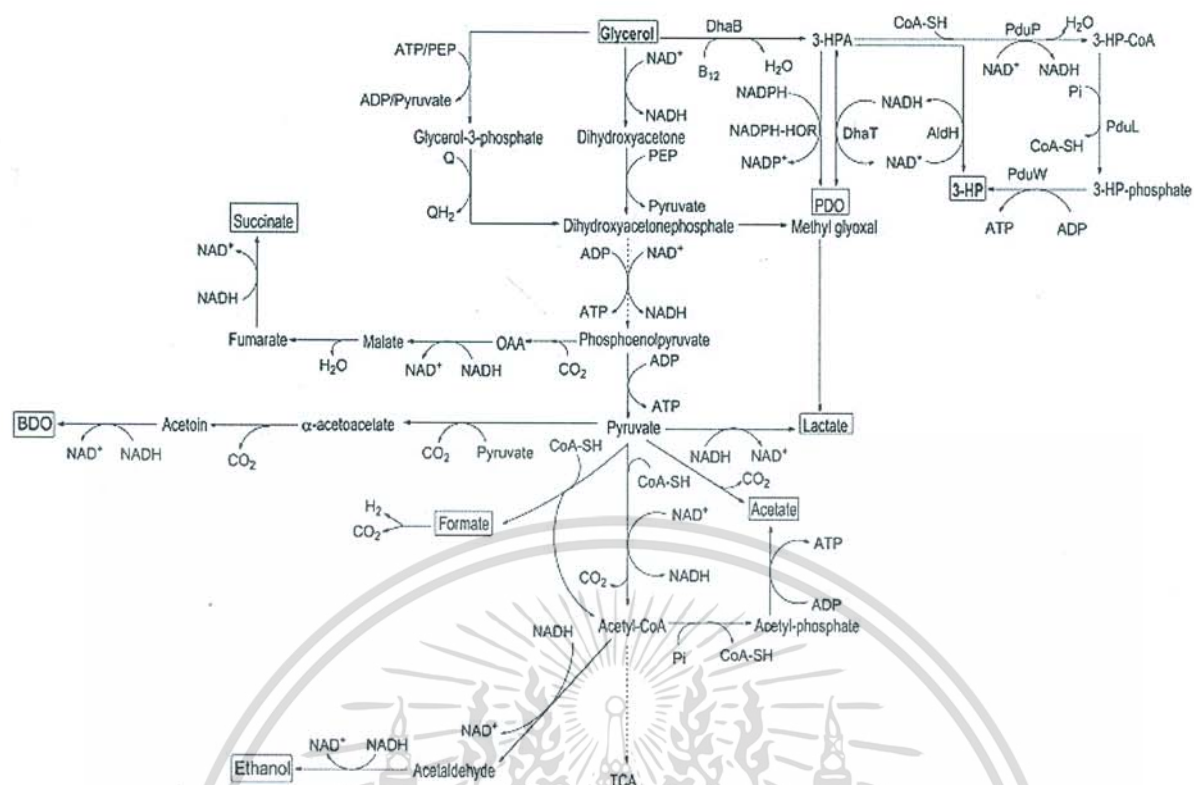 Glycerol DhaB 3-HPA CoA-SH PduP H₂O 3-HP-CoA
ATP/PEP NAD⁺ B₁₂ H₂O NAD⁺ NADH
ADP/Pyruvate NADH NADPH NADH Pi
Glycerol-3-phosphate Dihydroxyacetone NADPH-HOR DhaT AldH PduL
Q PEP NADP⁺ NAD⁺ CoA-SH
QH₂ Pyruvate PDO 3-HP PduW 3-HP-phosphate
Succinate Dihydroxyacetonephosphate Methyl glyoxal ATP ADP
NAD⁺ ADP NAD⁺
NADH ATP NADH
Fumarate Malate OAA Phosphoenolpyruvate
H₂O NAD⁺ NADH CO₂ ADP
ATP
BDO Acetoin α-acetoacelate Pyruvate Lactate
NAD⁺ NADH CO₂ CO₂ Pyruvate CoA-SH CoA-SH NADH NAD⁺
CO₂
H₂ Formate NAD⁺ Acetate
CO₂ ATP
CO₂ NADH
ADP
NADH Acetyl-CoA Acetyl-phosphate
Pi CoA-SH
NAD⁺
NAD⁺ NADH
Ethanol Acetaldehyde TCA